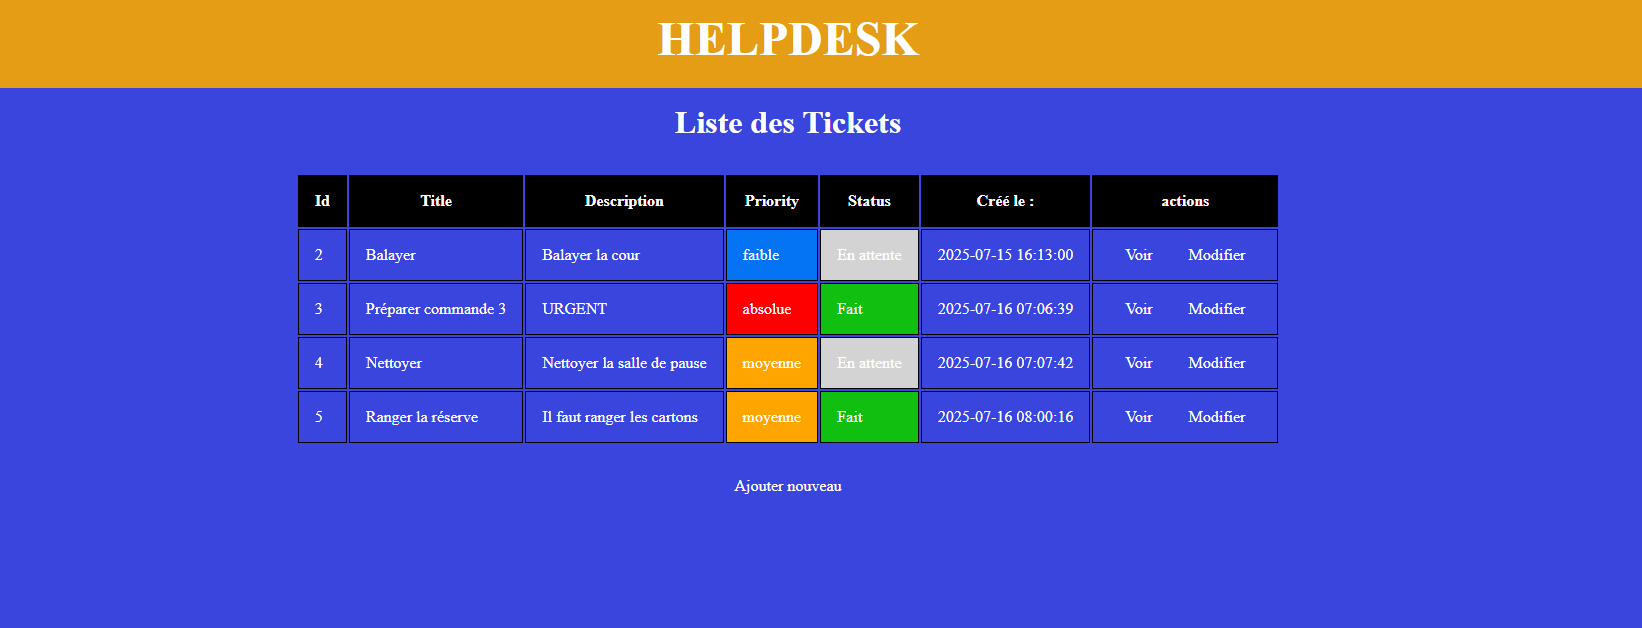 HELPDESK
Liste des Tickets
Id Title Description Priority Status Créé le : actions
2 Balayer Balayer la cour faible En attente 2025-07-15 16:13:00 Voir Modifier
3 Préparer commande 3 URGENT absolue Fait 2025-07-16 07:06:39 Voir Modifier
4 Nettoyer Nettoyer la salle de pause moyenne En attente 2025-07-16 07:07:42 Voir Modifier
5 Ranger la réserve Il faut ranger les cartons moyenne Fait 2025-07-16 08:00:16 Voir Modifier
Ajouter nouveau